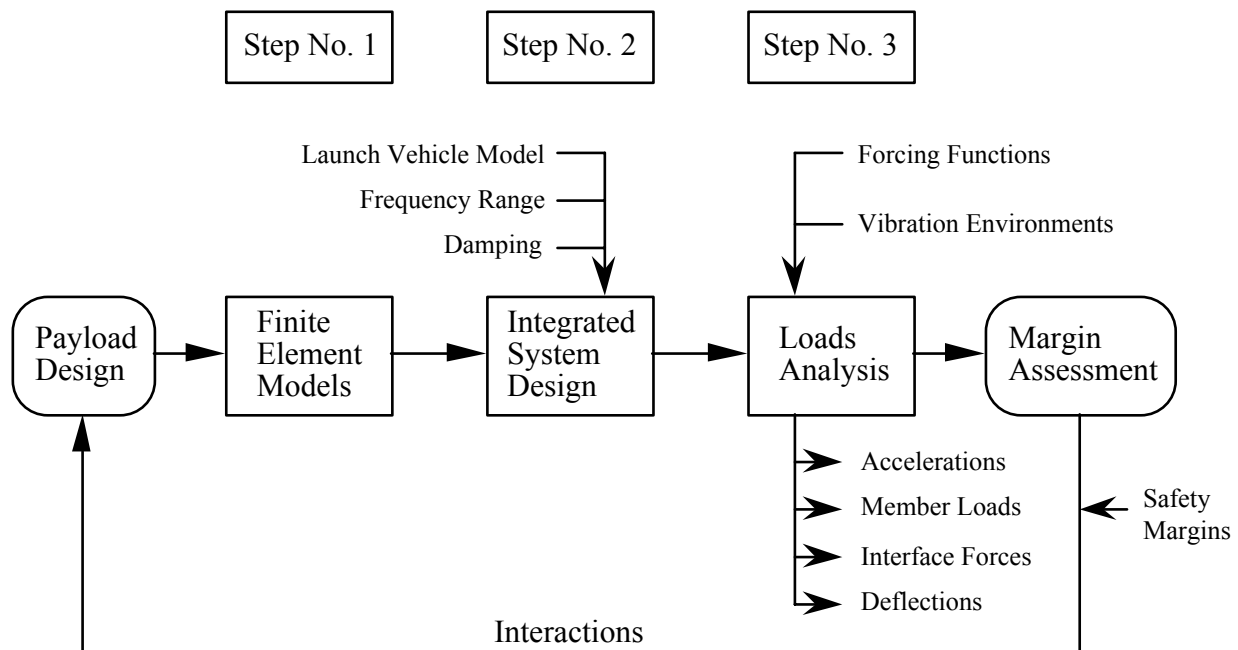 Step No. 1
Step No. 2
Step No. 3
Launch Vehicle Model
Frequency Range
Damping
Forcing Functions
Vibration Environments
Payload
Design
Finite
Element
Models
Integrated
System
Design
Loads
Analysis
Margin
Assessment
Accelerations
Member Loads
Interface Forces
Deflections
Safety
Margins
Interactions